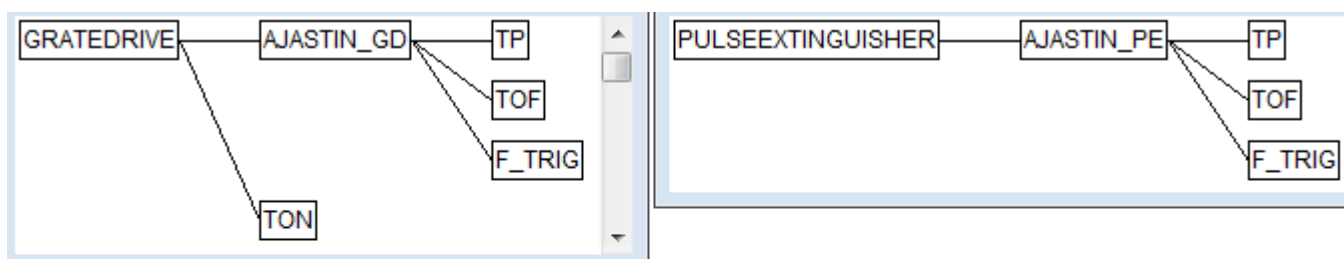 GRATEDRIVE AJASTIN_GD TP
TOF
F_TRIG
TON
PULSEEXTINGUISHER AJASTIN_PE TP
TOF
F_TRIG